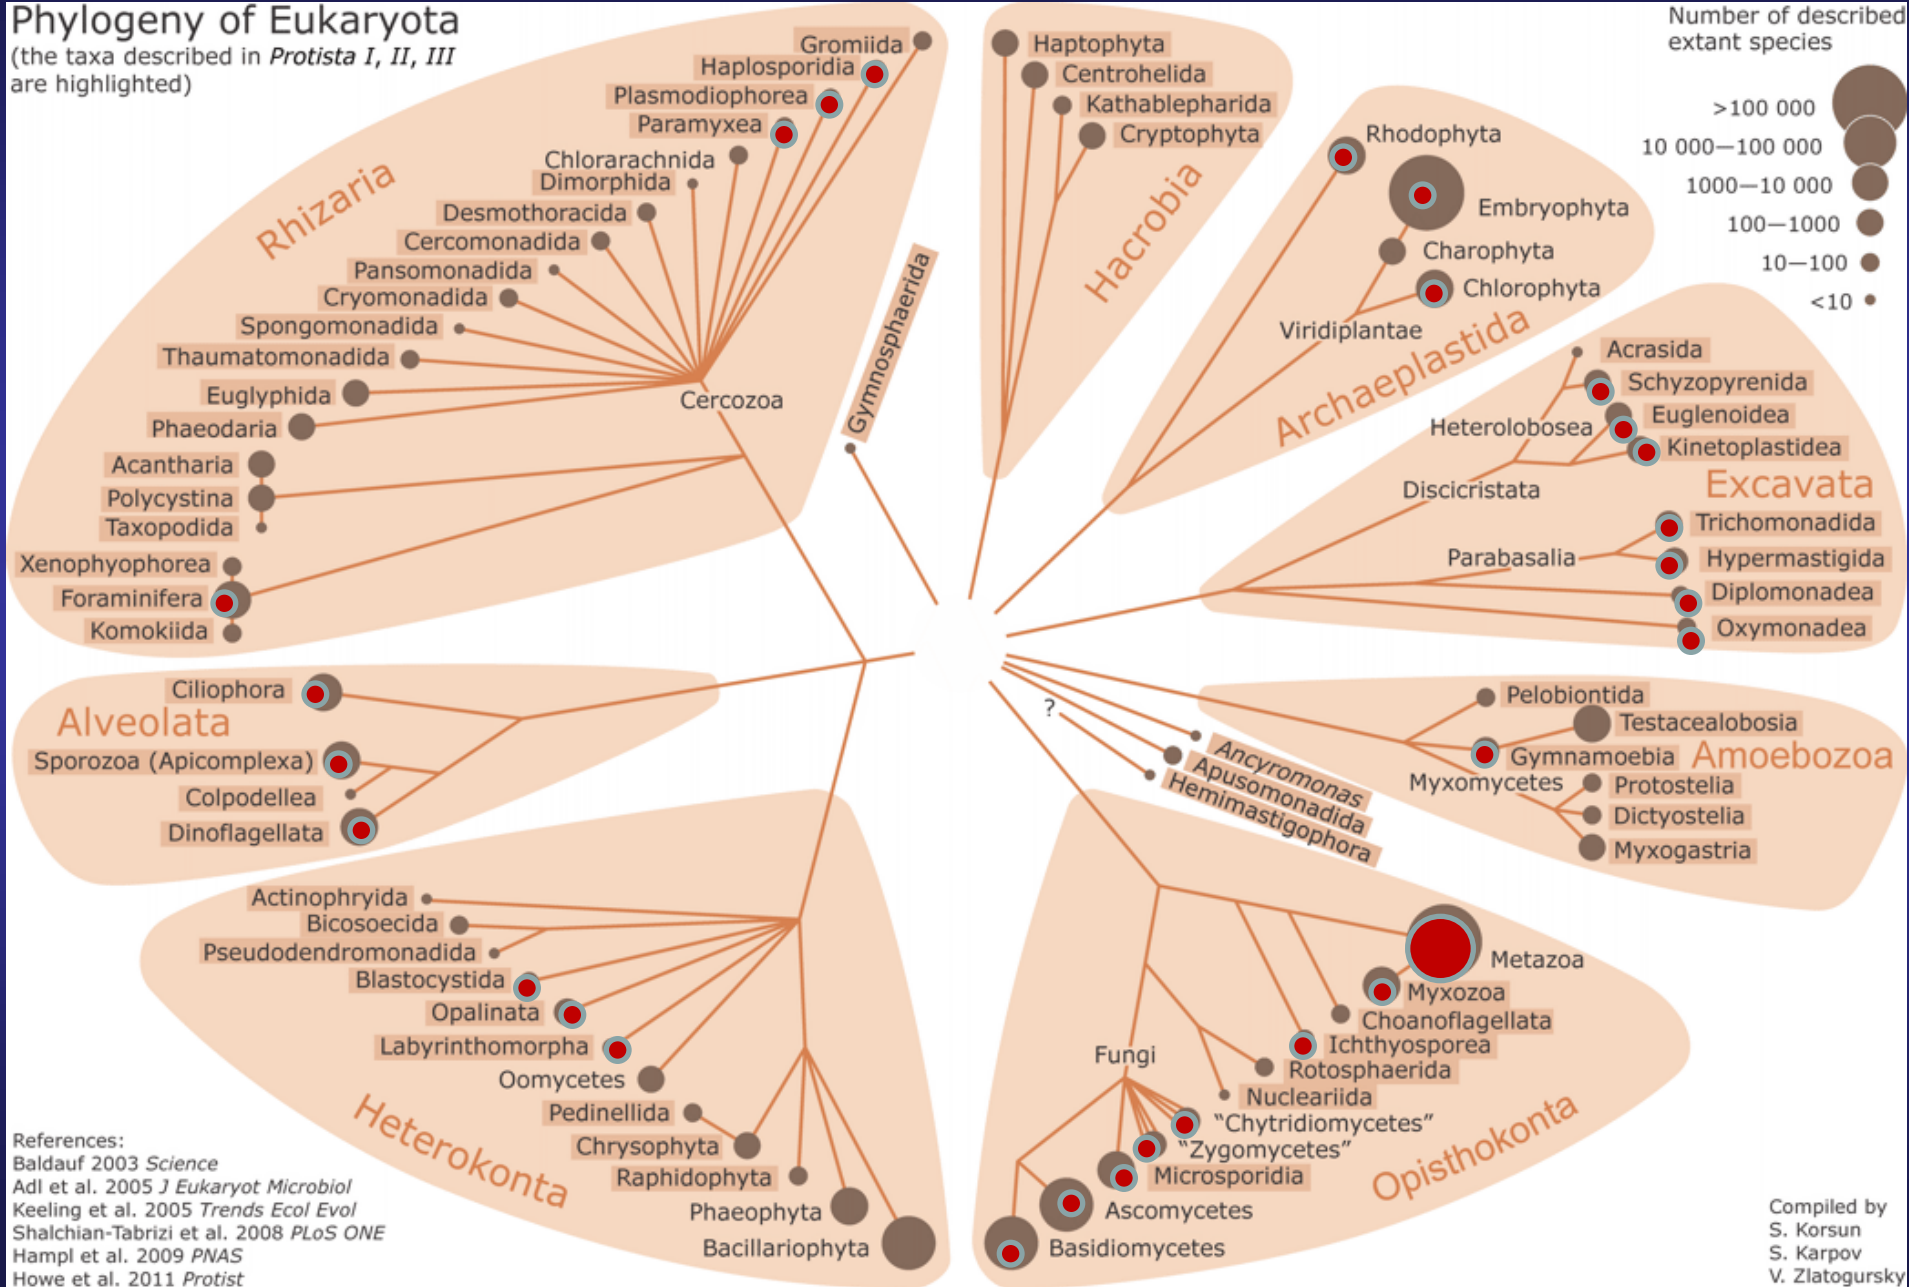 Phylogeny of Eukaryota
(the taxa described in Protista I, II, III
are highlighted)
Number of described
extant species
>100 000
10 000—100 000
1000—10 000
100—1000
10—100
<10
Rhizaria
Gromiida
Haplosporidia
Plasmodiophorea
Paramyxea
Chlorarachnida
Dimorphida
Desmothoracida
Cercomonadida
Pansomonadida
Cryomonadida
Spongomonadida
Thaumatomonadida
Euglyphida
Phaeodaria
Cercozoa
Acantharia
Polycystina
Taxopodida
Xenophyophorea
Foraminifera
Komokiida
Gymnosphaerida
Hacrobia
Haptophyta
Centrohelida
Kathablepharida
Cryptophyta
Archaeplastida
Rhodophyta
Embryophyta
Charophyta
Chlorophyta
Viridiplantae
Excavata
Acrasida
Schyzopyrenida
Euglenoidea
Heterolobosea
Kinetoplastidea
Discicristata
Trichomonadida
Parabasalia
Hypermastigida
Diplomonadea
Oxymonadea
Alveolata
Ciliophora
Sporozoa (Apicomplexa)
Colpodellea
Dinoflagellata
?
Ancyromonas
Apusomonadida
Hemimastigophora
Amoebozoa
Pelobiontida
Testacealobosia
Gymnamoebia
Myxomycetes
Protostelia
Dictyostelia
Myxogastria
Heterokonta
Actinophryida
Bicosoecida
Pseudodendromonadida
Blastocystida
Opalinata
Labyrinthomorpha
Oomycetes
Pedinellida
Chrysophyta
Raphidophyta
Phaeophyta
Bacillariophyta
Opisthokonta
Metazoa
Myxozoa
Choanoflagellata
Ichthyosporea
Rotosphaerida
Nucleariida
Fungi
“Chytridiomycetes”
“Zygomycetes”
Microsporidia
Ascomycetes
Basidiomycetes
References:
Baldauf 2003 Science
Adl et al. 2005 J Eukaryot Microbiol
Keeling et al. 2005 Trends Ecol Evol
Shalchian-Tabrizi et al. 2008 PLoS ONE
Hampl et al. 2009 PNAS
Howe et al. 2011 Protist
Compiled by
S. Korsun
S. Karpov
V. Zlatogursky